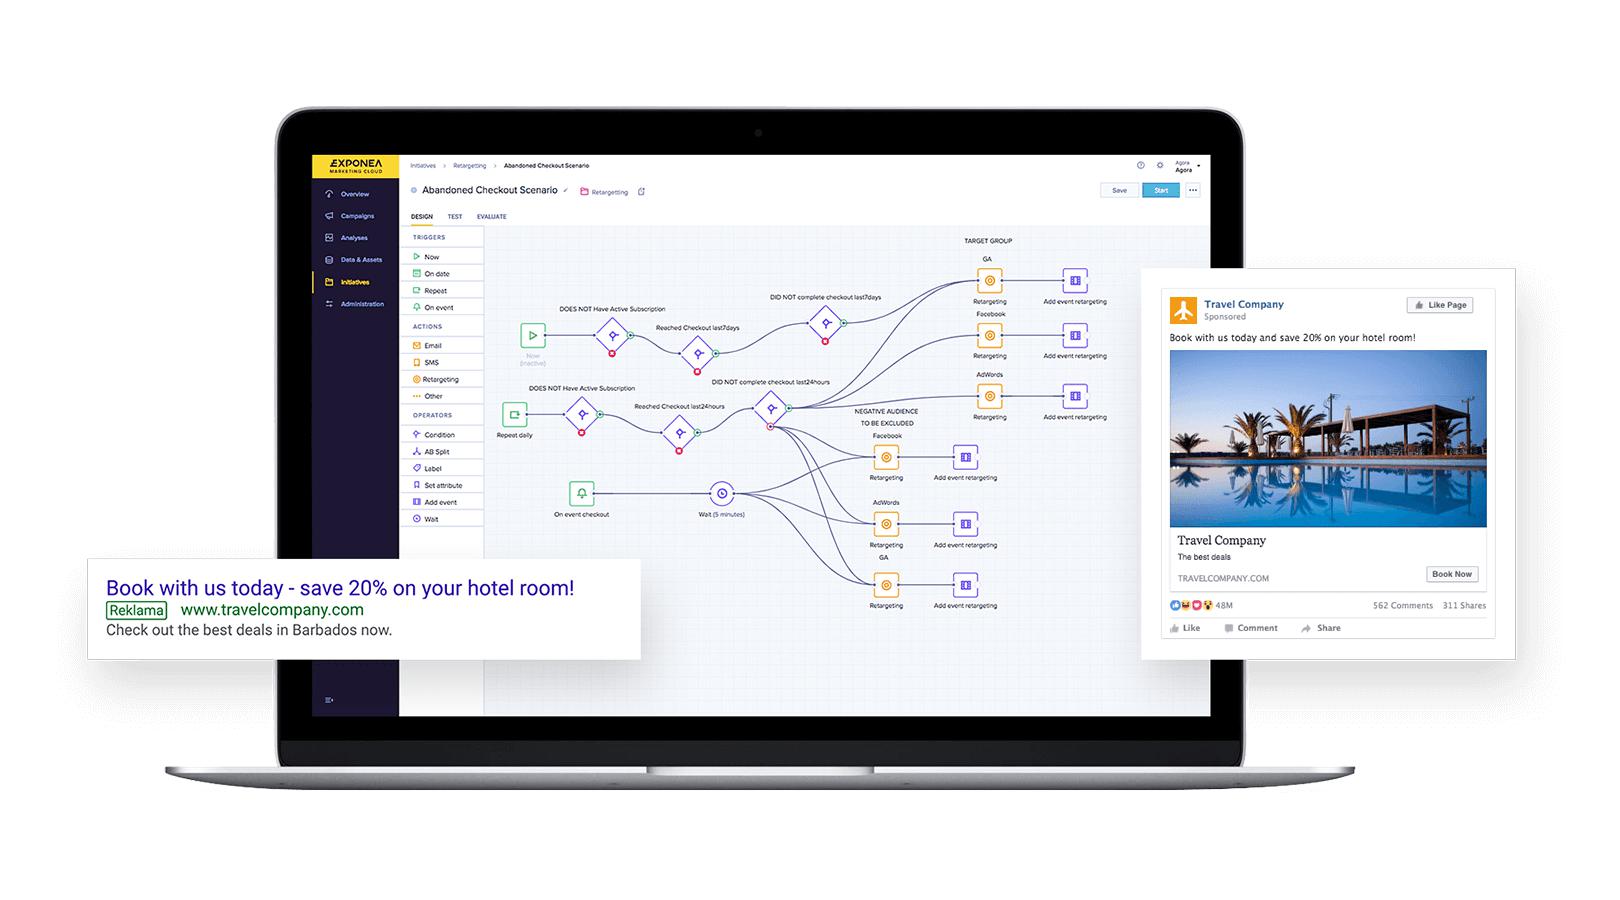 EXPONEA
MARKETING CLOUD
Overview
Campaigns
Analyses
Data & Assets
Initiatives
Administration
Initiatives > Retargetting > Abandoned Checkout Scenario
Agora
Agora
Abandoned Checkout Scenario
Retargetting
Save
Start
DESIGN TEST EVALUATE
TRIGGERS
Now
On date
Repeat
On event
ACTIONS
Email
SMS
Retargeting
Other
OPERATORS
Condition
AB Split
Label
Set attribute
Add event
Wait
DOES NOT Have Active Subscription
Now
(inactive)
Reached Checkout last7days
DID NOT complete checkout last7days
DOES NOT Have Active Subscription
Repeat daily
Reached Checkout last24hours
DID NOT complete checkout last24hours
On event checkout
Wait (5 minutes)
TARGET GROUP
GA
Retargeting
Add event retargeting
Facebook
Retargeting
Add event retargeting
AdWords
Retargeting
Add event retargeting
NEGATIVE AUDIENCE
TO BE EXCLUDED
Facebook
Retargeting
Add event retargeting
AdWords
Retargeting
Add event retargeting
GA
Retargeting
Add event retargeting
Book with us today - save 20% on your hotel room!
Reklama www.travelcompany.com
Check out the best deals in Barbados now.
Travel Company
Sponsored
Like Page
Book with us today and save 20% on your hotel room!
Travel Company
The best deals
TRAVELCOMPANY.COM
Book Now
48M
562 Comments 311 Shares
Like Comment Share